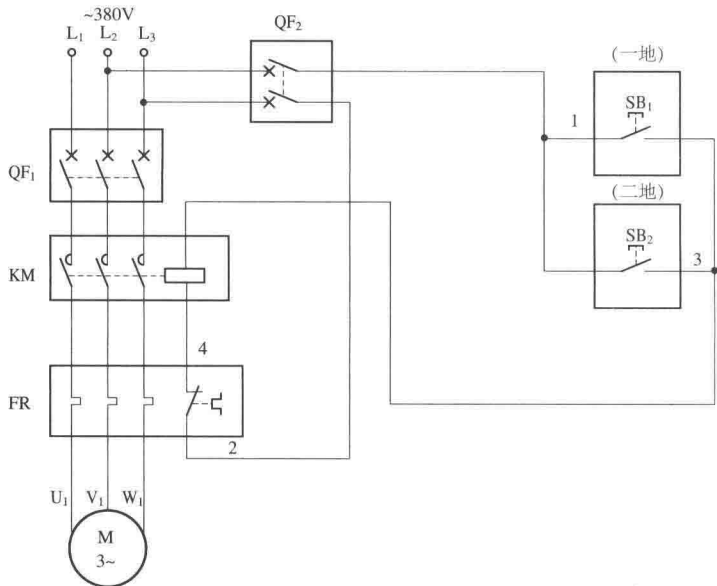 ~380V
L₁ L₂ L₃
QF₂
(一地)
1
SB₁
QF₁
(二地)
SB₂
3
KM
4
FR
2
U₁ V₁ W₁
M
3~